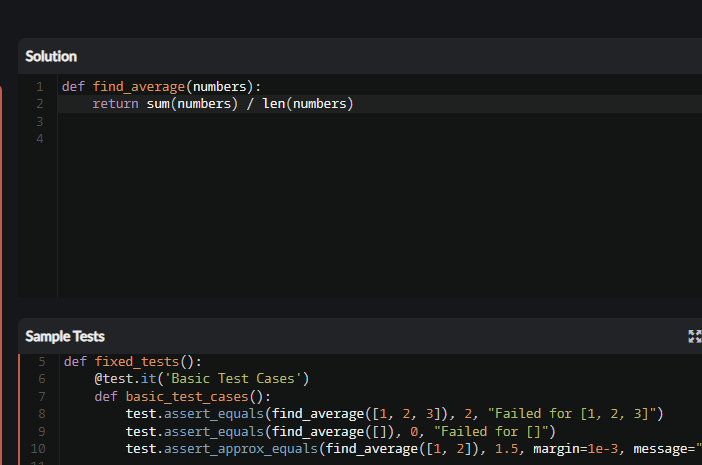 Solution
1 def find_average(numbers):
2     return sum(numbers) / len(numbers)
3
4
Sample Tests
5 def fixed_tests():
6     @test.it('Basic Test Cases')
7     def basic_test_cases():
8         test.assert_equals(find_average([1, 2, 3]), 2, "Failed for [1, 2, 3]")
9         test.assert_equals(find_average([]), 0, "Failed for []")
10         test.assert_approx_equals(find_average([1, 2]), 1.5, margin=1e-3, message="